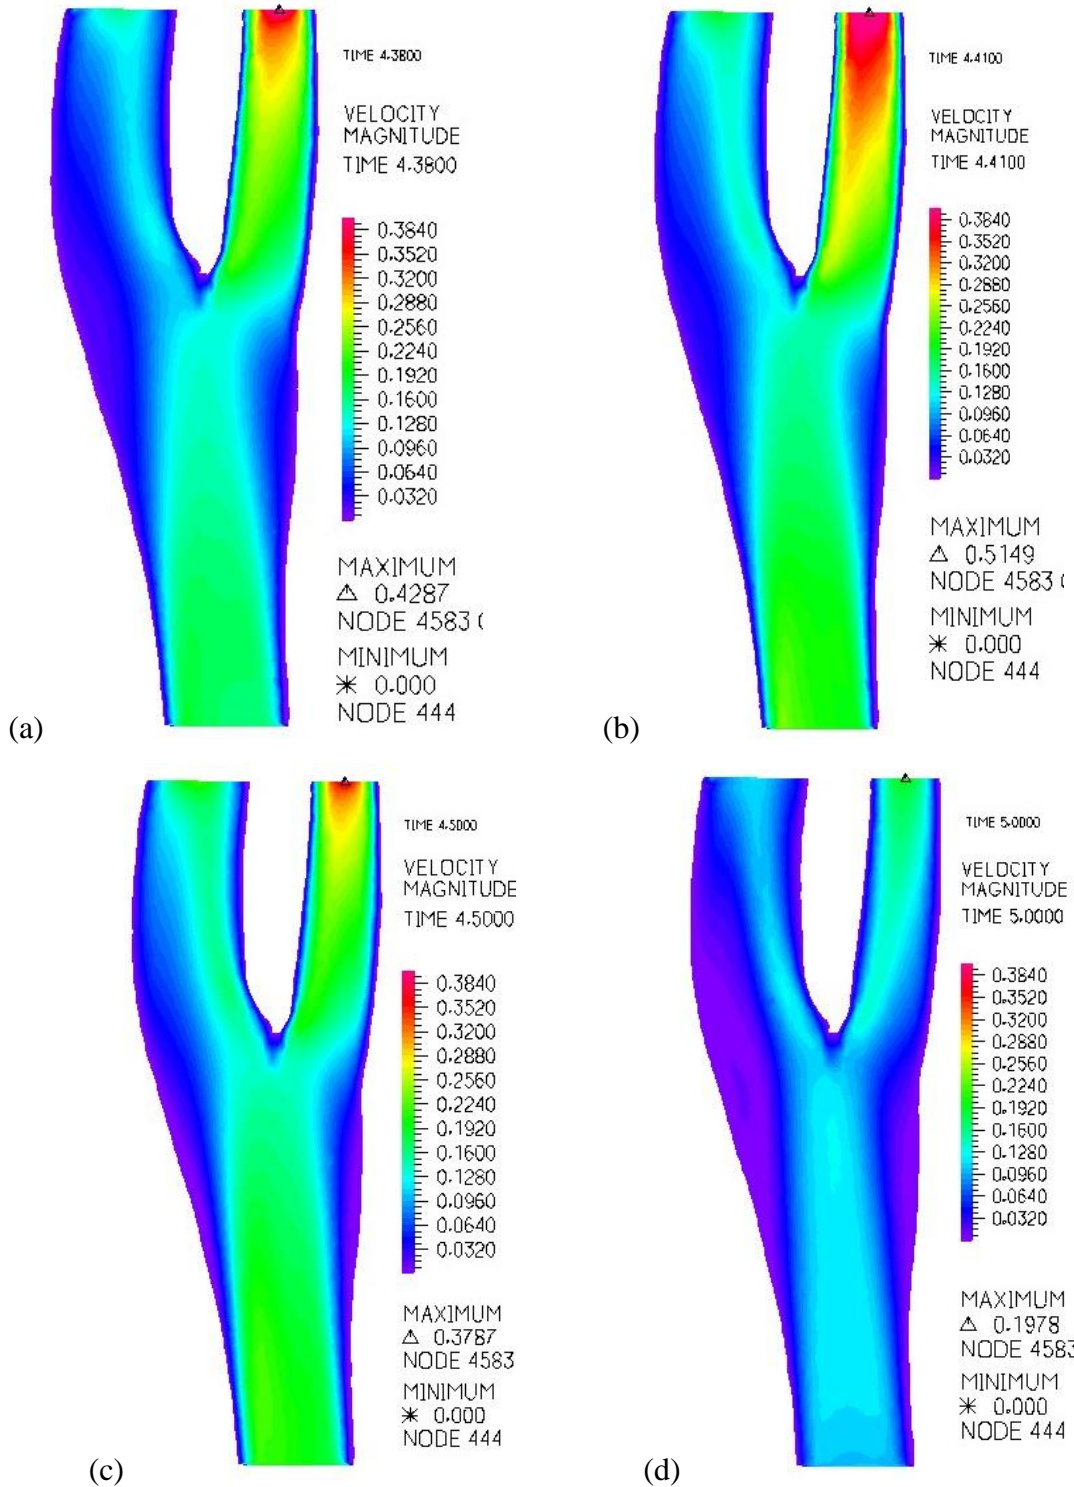 TIME 4.3800
VELOCITY
MAGNITUDE
TIME 4.3800
0.3840
0.3520
0.3200
0.2880
0.2560
0.2240
0.1920
0.1600
0.1280
0.0960
0.0640
0.0320
MAXIMUM
0.4287
NODE 4583 (
MINIMUM
0.000
NODE 444
(a)
TIME 4.4100
VELOCITY
MAGNITUDE
TIME 4.4100
0.3840
0.3520
0.3200
0.2880
0.2560
0.2240
0.1920
0.1600
0.1280
0.0960
0.0640
0.0320
MAXIMUM
0.5149
NODE 4583 (
MINIMUM
0.000
NODE 444
(b)
TIME 4.5000
VELOCITY
MAGNITUDE
TIME 4.5000
0.3840
0.3520
0.3200
0.2880
0.2560
0.2240
0.1920
0.1600
0.1280
0.0960
0.0640
0.0320
MAXIMUM
0.3787
NODE 4583
MINIMUM
0.000
NODE 444
(c)
TIME 5.0000
VELOCITY
MAGNITUDE
TIME 5.0000
0.3840
0.3520
0.3200
0.2880
0.2560
0.2240
0.1920
0.1600
0.1280
0.0960
0.0640
0.0320
MAXIMUM
0.1978
NODE 4583
MINIMUM
0.000
NODE 444
(d)